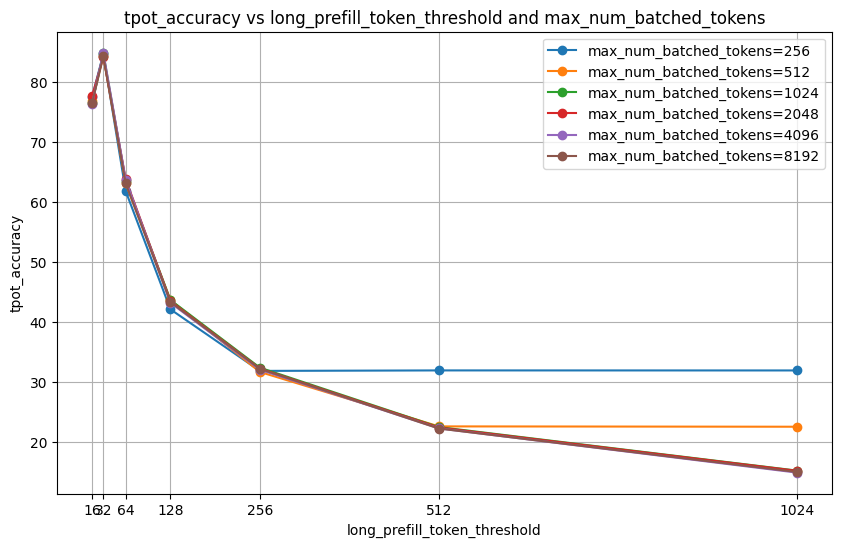 tpot_accuracy vs long_prefill_token_threshold and max_num_batched_tokens
max_num_batched_tokens=256
max_num_batched_tokens=512
max_num_batched_tokens=1024
max_num_batched_tokens=2048
max_num_batched_tokens=4096
max_num_batched_tokens=8192
tpot_accuracy
80
70
60
50
40
30
20
16 32 64 128 256 512 1024
long_prefill_token_threshold